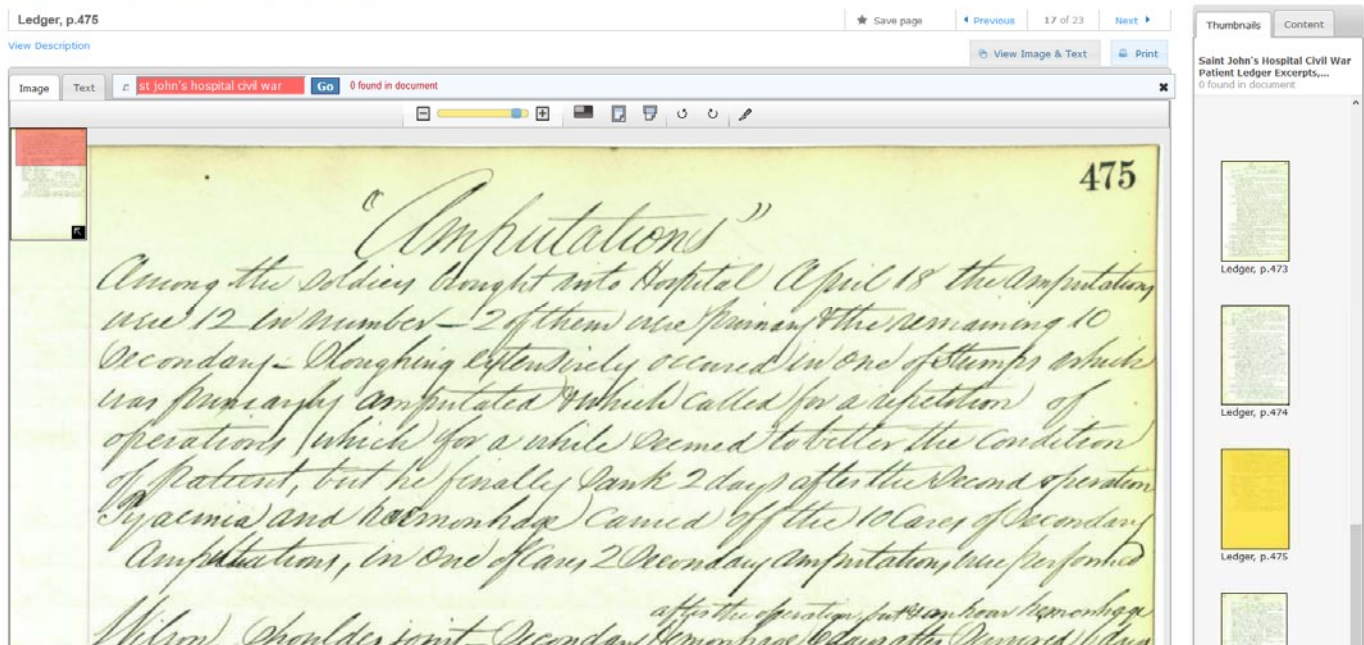 Ledger, p.475
Save page
Previous
17 of 23
Next
View Description
View Image & Text
Print
Image
Text
st john's hospital civil war
Go
0 found in document
475
"Amputations"
Among the Soldiers brought into Hospital April 18 the Amputations
were 12 in number – 2 of them were primary & the remaining 10
Secondary – Sloughing extensively occured in one of Stumps which
was primarily amputated & which called for a repetition of
operations, which for a while seemed to better the condition
of patient, but he finally Sank 2 days after the Second operation
Pyaemia and haemorrhage carried off the 10 Cases of Secondary
Amputations, in one of Cases 2 Secondary amputations were performed
after the operation, hemorrhage
Wilson, Shoulder joint – Secondary Hemorrhage 6 days after
Thumbnails
Content
Saint John's Hospital Civil War
Patient Ledger Excerpts,...
0 found in document
Ledger, p.473
Ledger, p.474
Ledger, p.475